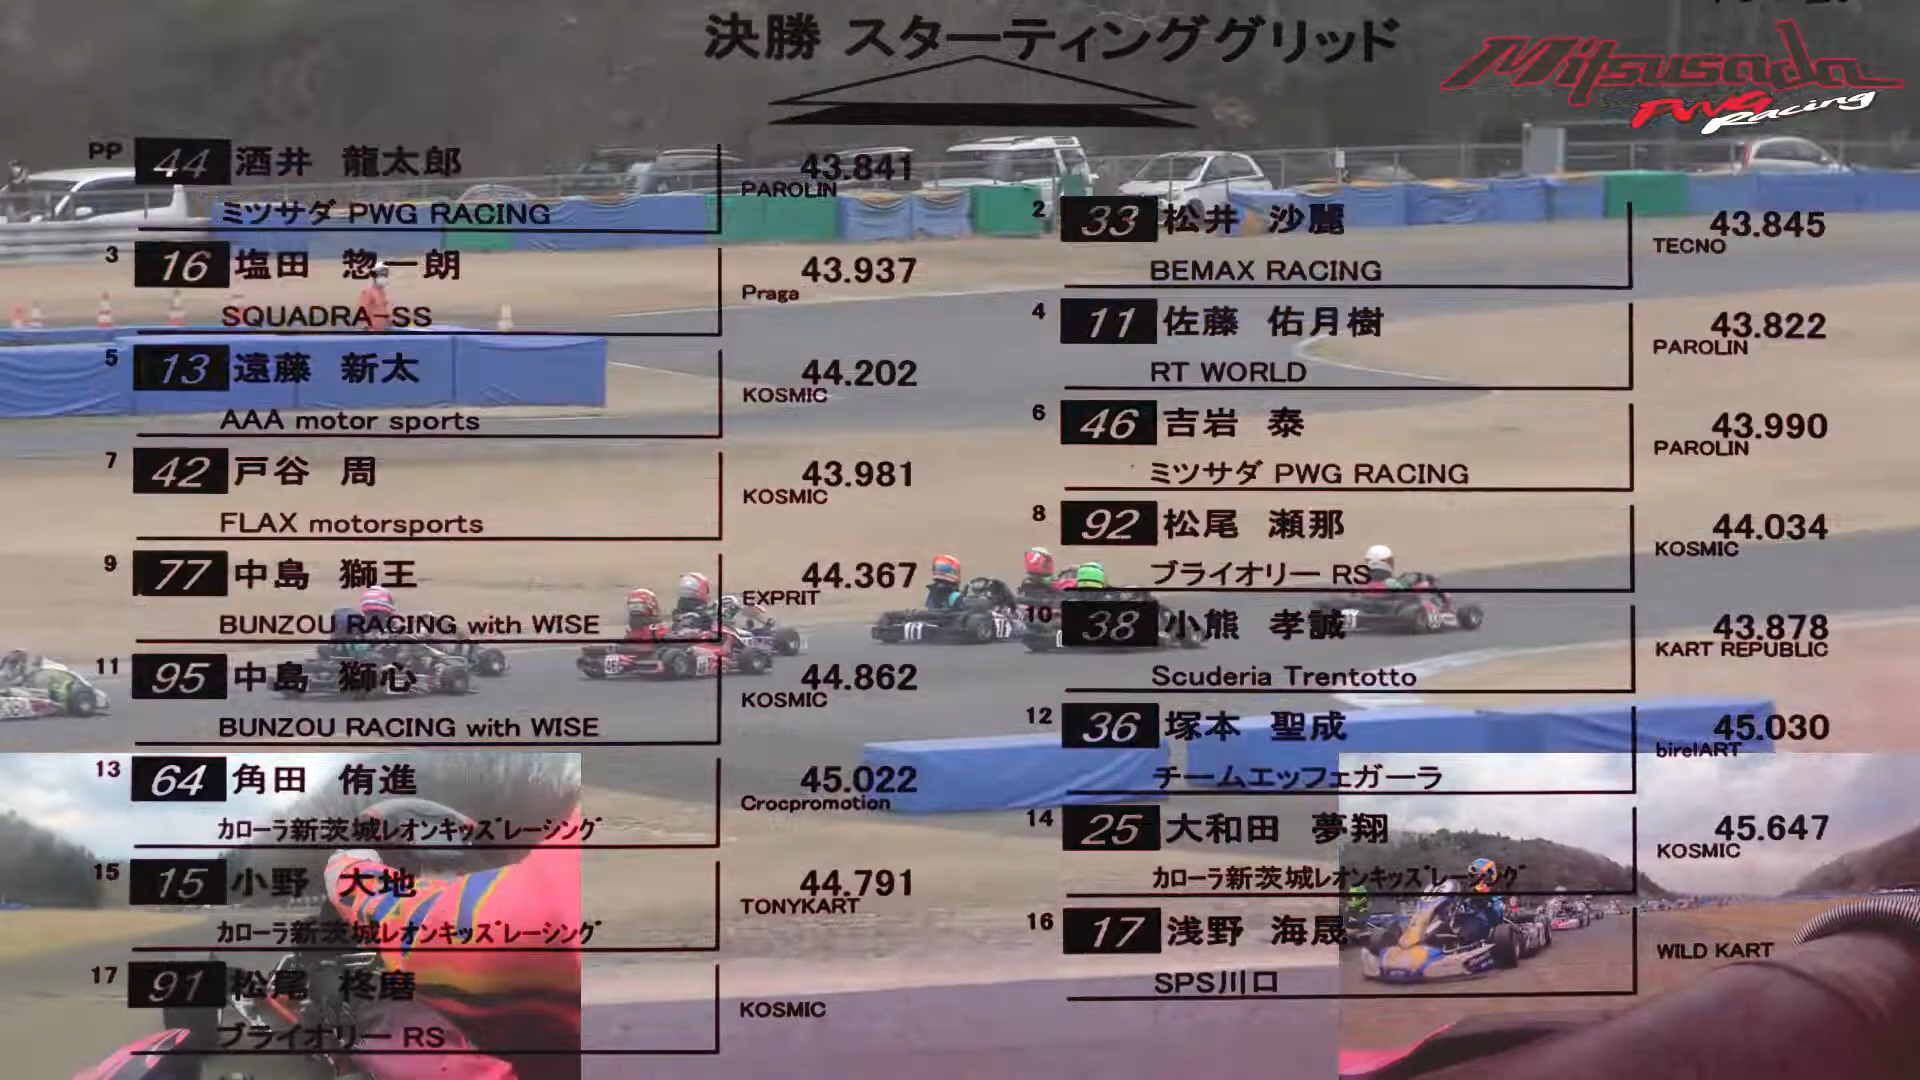 決勝 スターティンググリッド
Mitsusada
PWG Racing
PP 44 酒井 龍太郎 43.841
PAROLIN
ミツサダ PWG RACING
2 33 松井 沙麗 43.845
TECNO
BEMAX RACING
3 16 塩田 惣一朗 43.937
Praga
SQUADRA-SS
4 11 佐藤 佑月樹 43.822
PAROLIN
RT WORLD
5 13 遠藤 新太 44.202
KOSMIC
AAA motor sports
6 46 吉岩 泰 43.990
PAROLIN
ミツサダ PWG RACING
7 42 戸谷 周 43.981
KOSMIC
FLAX motorsports
8 92 松尾 瀬那 44.034
KOSMIC
ブライオリー RS
9 77 中島 獅王 44.367
EXPRIT
BUNZOU RACING with WISE
10 38 小熊 孝誠 43.878
KART REPUBLIC
Scuderia Trentotto
11 95 中島 獅心 44.862
KOSMIC
BUNZOU RACING with WISE
12 36 塚本 聖成 45.030
birelART
チームエッフェガーラ
13 64 角田 侑進 45.022
Crocpromotion
カローラ新茨城レオンキッズレーシング
14 25 大和田 夢翔 45.647
KOSMIC
カローラ新茨城レオンキッズレーシング
15 15 小野 大地 44.791
TONYKART
カローラ新茨城レオンキッズレーシング
16 17 浅野 海晟
WILD KART
SPS川口
17 91 松尾 柊磨
KOSMIC
ブライオリー RS